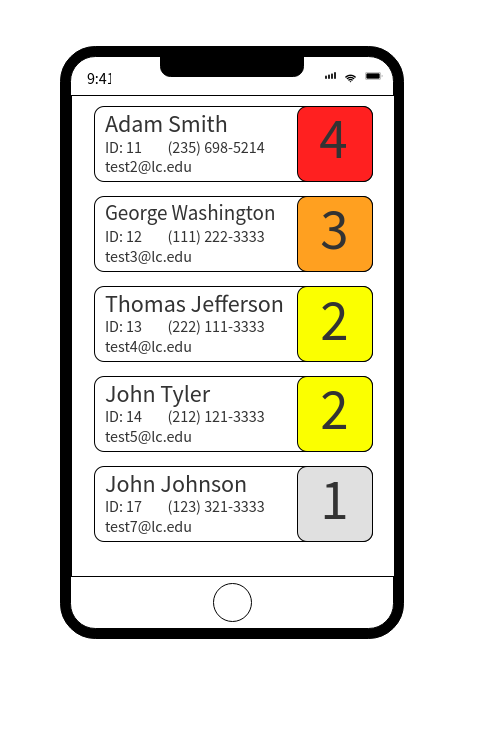 9:41
Adam Smith
ID: 11 (235) 698-5214
test2@lc.edu
4
George Washington
ID: 12 (111) 222-3333
test3@lc.edu
3
Thomas Jefferson
ID: 13 (222) 111-3333
test4@lc.edu
2
John Tyler
ID: 14 (212) 121-3333
test5@lc.edu
2
John Johnson
ID: 17 (123) 321-3333
test7@lc.edu
1